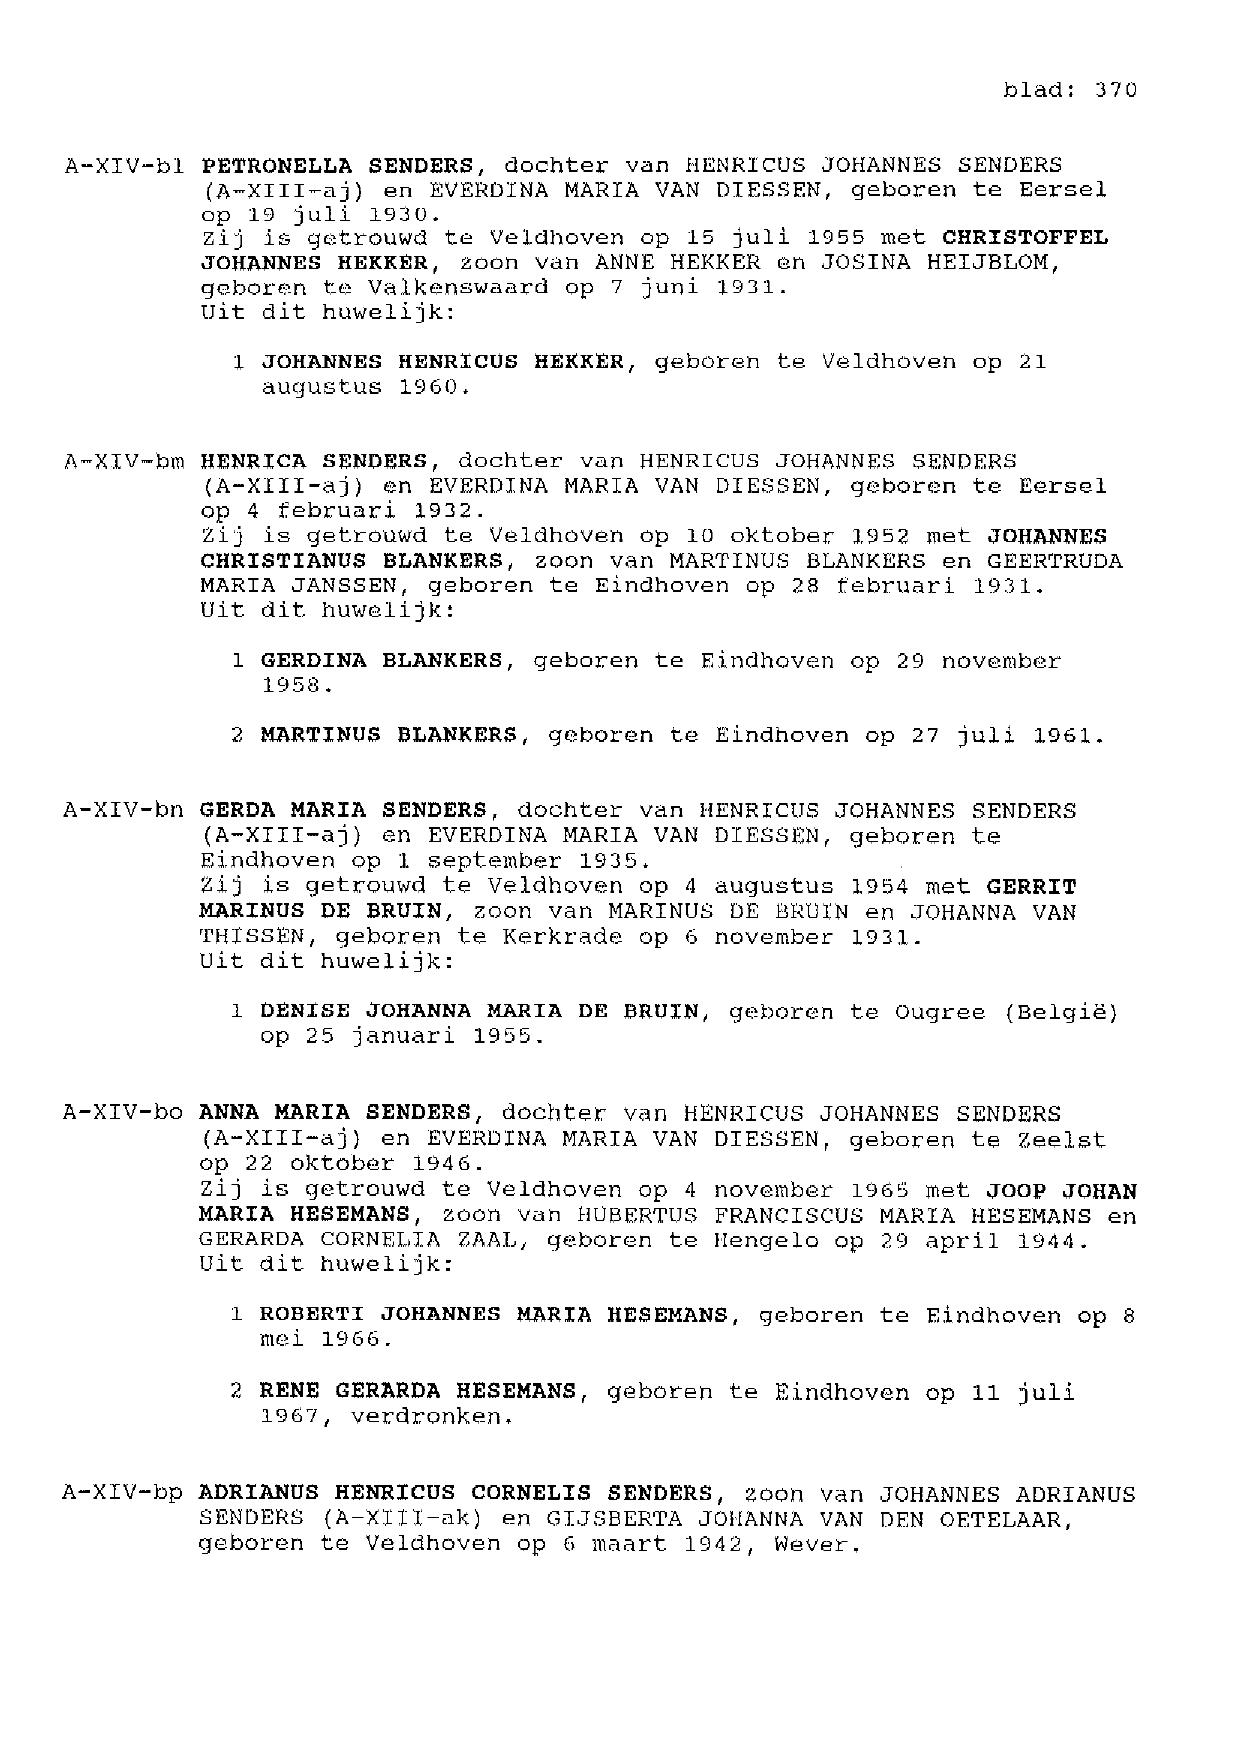 blad: 370
A-XIV-bl PETRONELLA SENDERS, dochter van HENRICUS JOHANNES SENDERS
(A-XIII-aj) en EVERDINA MARIA VAN DIESSEN, geboren te Eersel
op 19 juli 1930.
Zij is getrouwd te Veldhoven op 15 juli 1955 met CHRISTOFFEL
JOHANNES HEKKER, zoon van ANNE HEKKER en JOSINA HEIJBLOM,
geboren te Valkenswaard op 7 juni 1931.
Uit dit huwelijk:
1 JOHANNES HENRICUS HEKKER, geboren te Veldhoven op 21
augustus 1960.
A-XIV-bm HENRICA SENDERS, dochter van HENRICUS JOHANNES SENDERS
(A-XIII-aj) en EVERDINA MARIA VAN DIESSEN, geboren te Eersel
op 4 februari 1932.
Zij is getrouwd te Veldhoven op 10 oktober 1952 met JOHANNES
CHRISTIANUS BLANKERS, zoon van MARTINUS BLANKERS en GEERTRUDA
MARIA JANSSEN, geboren te Eindhoven op 28 februari 1931.
Uit dit huwelijk:
1 GERDINA BLANKERS, geboren te Eindhoven op 29 november
1958.
2 MARTINUS BLANKERS, geboren te Eindhoven op 27 juli 1961.
A-XIV-bn GERDA MARIA SENDERS, dochter van HENRICUS JOHANNES SENDERS
(A-XIII-aj) en EVERDINA MARIA VAN DIESSEN, geboren te
Eindhoven op 1 september 1935.
Zij is getrouwd te Veldhoven op 4 augustus 1954 met GERRIT
MARINUS DE BRUIN, zoon van MARINUS DE BRUIN en JOHANNA VAN
THISSEN, geboren te Kerkrade op 6 november 1931.
Uit dit huwelijk:
1 DENISE JOHANNA MARIA DE BRUIN, geboren te Ougree (België)
op 25 januari 1955.
A-XIV-bo ANNA MARIA SENDERS, dochter van HENRICUS JOHANNES SENDERS
(A-XIII-aj) en EVERDINA MARIA VAN DIESSEN, geboren te Zeelst
op 22 oktober 1946.
Zij is getrouwd te Veldhoven op 4 november 1965 met JOOP JOHAN
MARIA HESEMANS, zoon van HUBERTUS FRANCISCUS MARIA HESEMANS en
GERARDA CORNELIA ZAAL, geboren te Hengelo op 29 april 1944.
Uit dit huwelijk:
1 ROBERTI JOHANNES MARIA HESEMANS, geboren te Eindhoven op 8
mei 1966.
2 RENE GERARDA HESEMANS, geboren te Eindhoven op 11 juli
1967, verdronken.
A-XIV-bp ADRIANUS HENRICUS CORNELIS SENDERS, zoon van JOHANNES ADRIANUS
SENDERS (A-XIII-ak) en GIJSBERTA JOHANNA VAN DEN OETELAAR,
geboren te Veldhoven op 6 maart 1942, Wever.